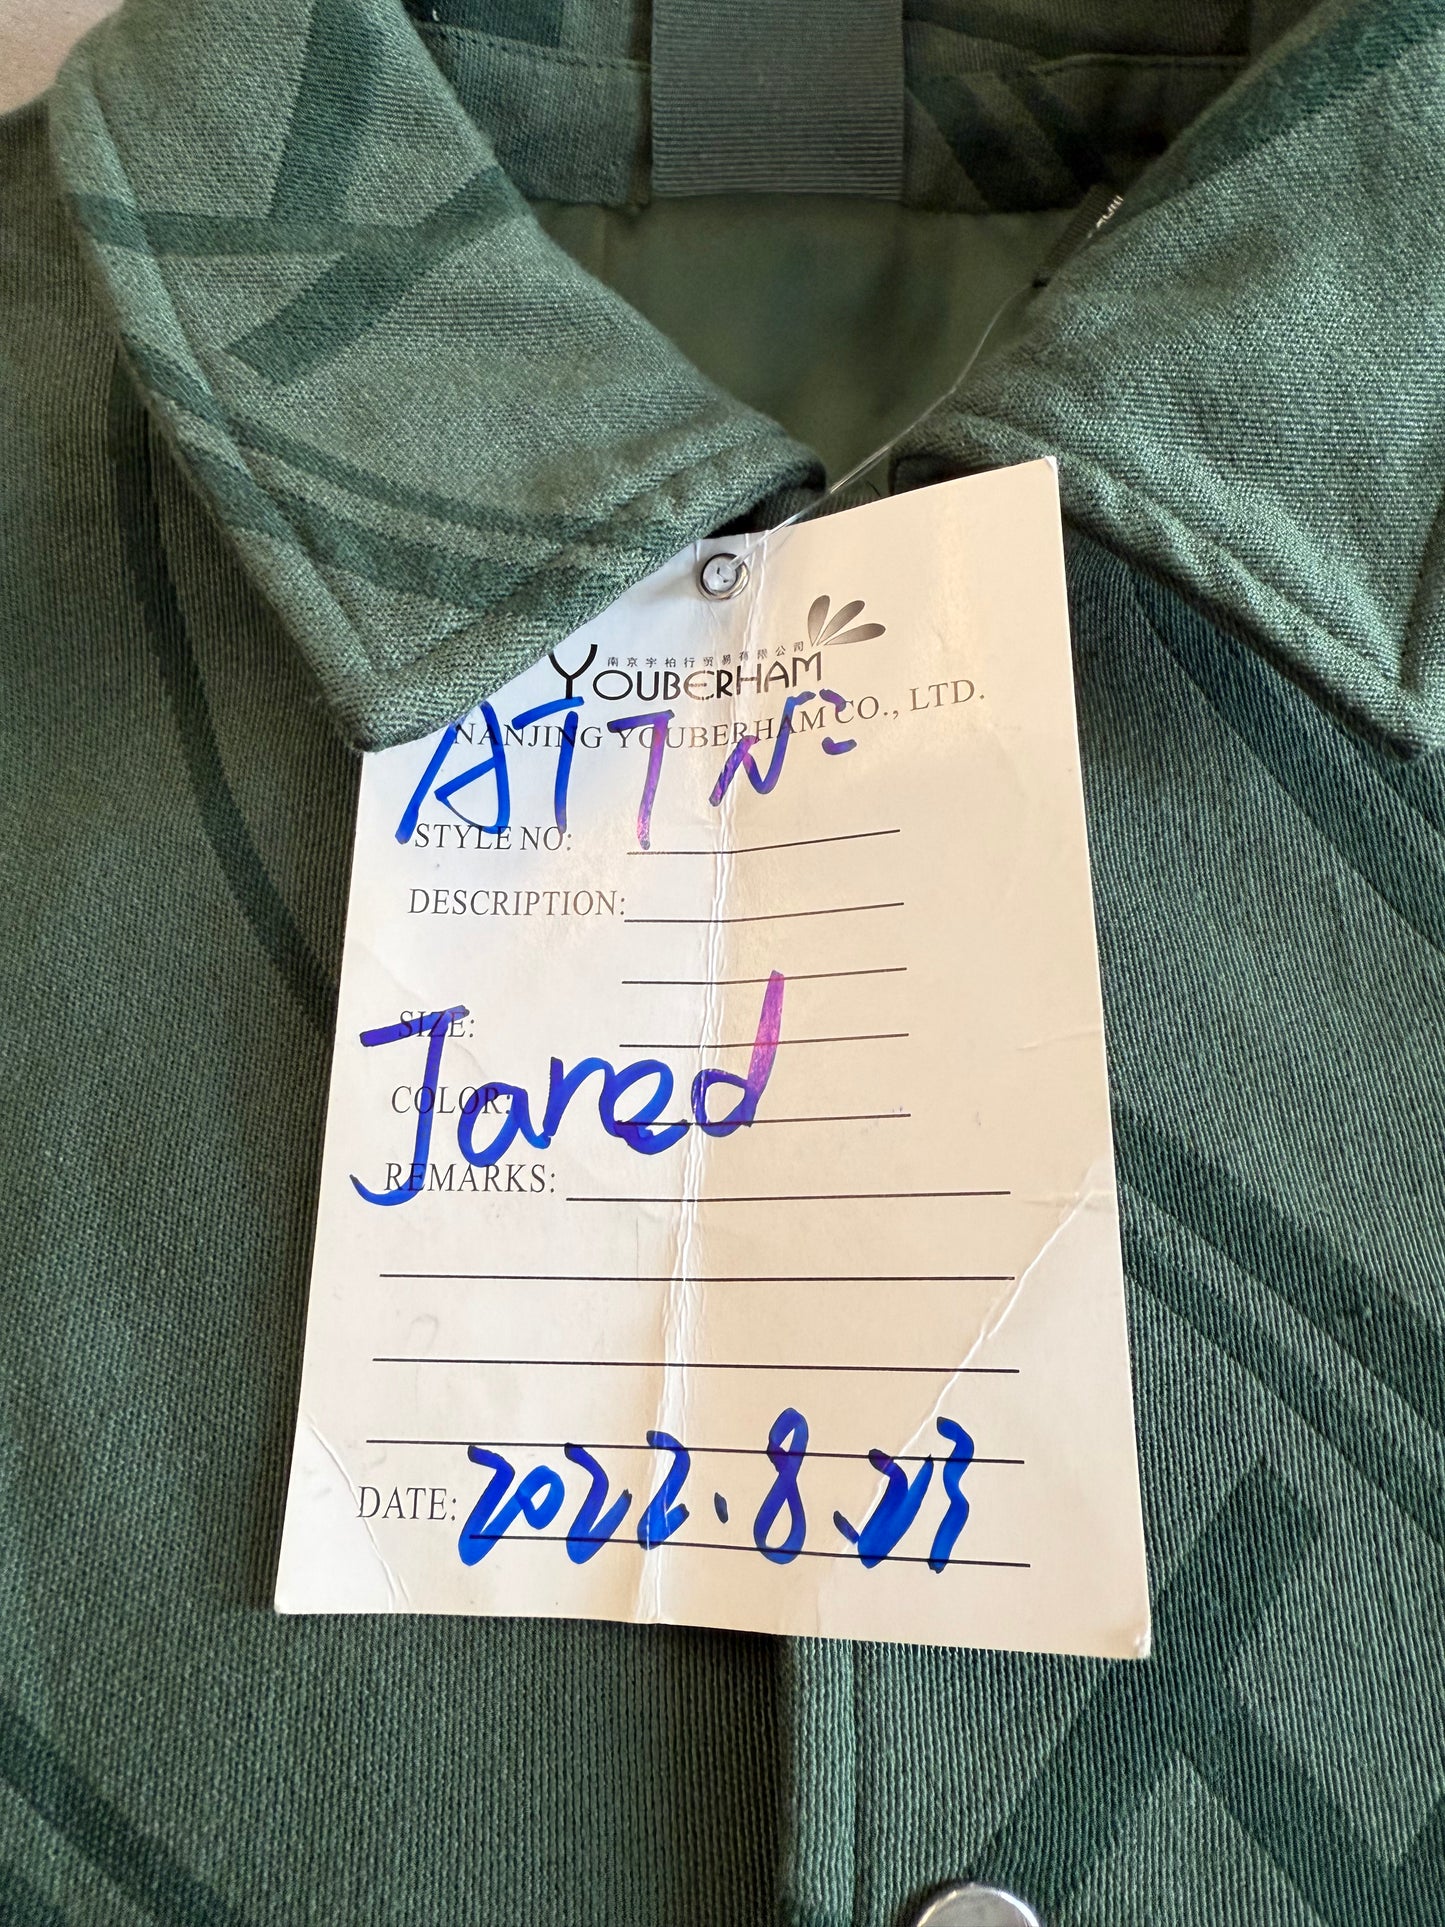 南京宇柏行贸易有限公司
YOUBERHAM
NANJING YOUBERHAM CO., LTD.
ATTN:
STYLE NO:
DESCRIPTION:
SIZE:
Jared
COLOR:
REMARKS:
DATE: 2022.8.23